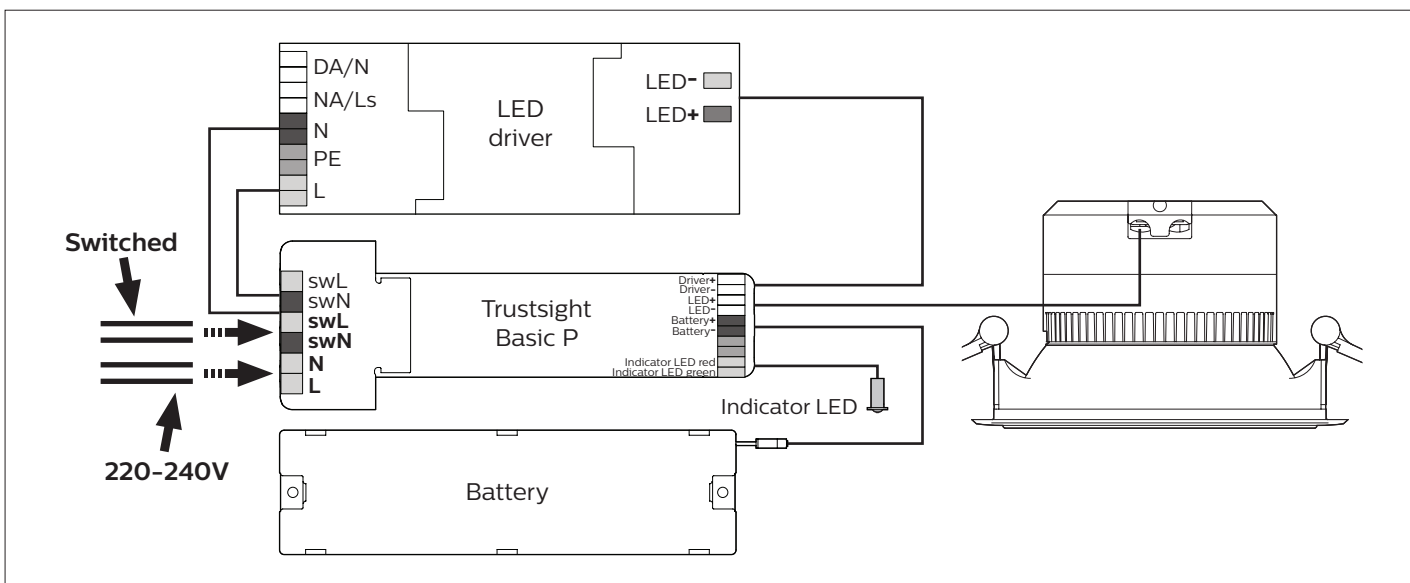 DA/N
NA/Ls
N
PE
L
LED
driver
LED-
LED+
Switched
220-240V
swL
swN
swL
swN
N
L
Trustsight
Basic P
Driver+
Driver-
LED+
LED-
Battery+
Battery-
Indicator LED red
Indicator LED green
Indicator LED
Battery